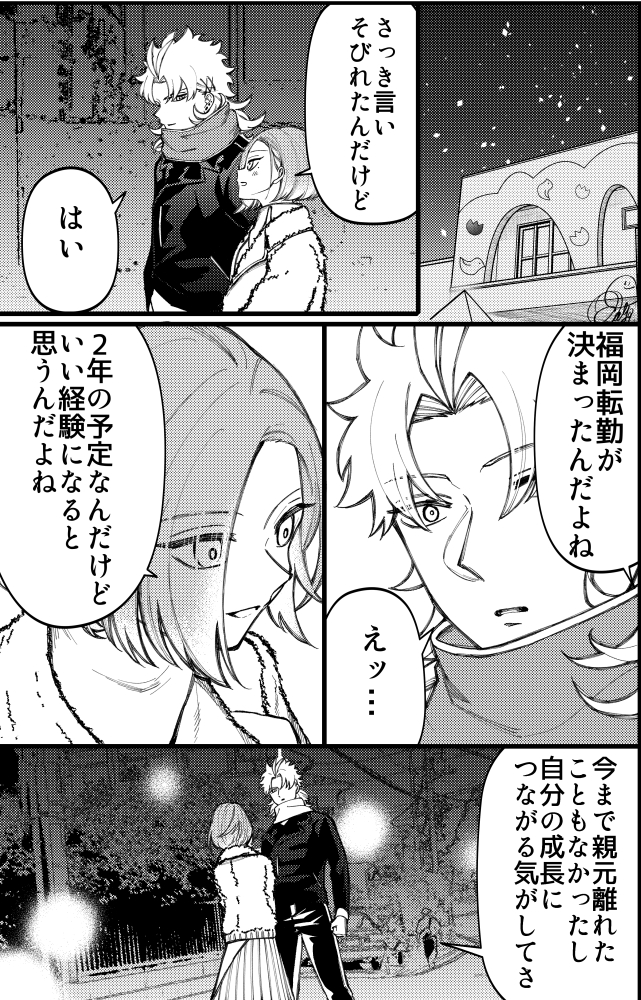 さっき言い
そびれたんだけど
はい
福岡転勤が
決まったんだよね
えッ…
２年の予定なんだけど
いい経験になると
思うんだよね
今まで親元離れた
こともなかったし
自分の成長に
つながる気がしてさ